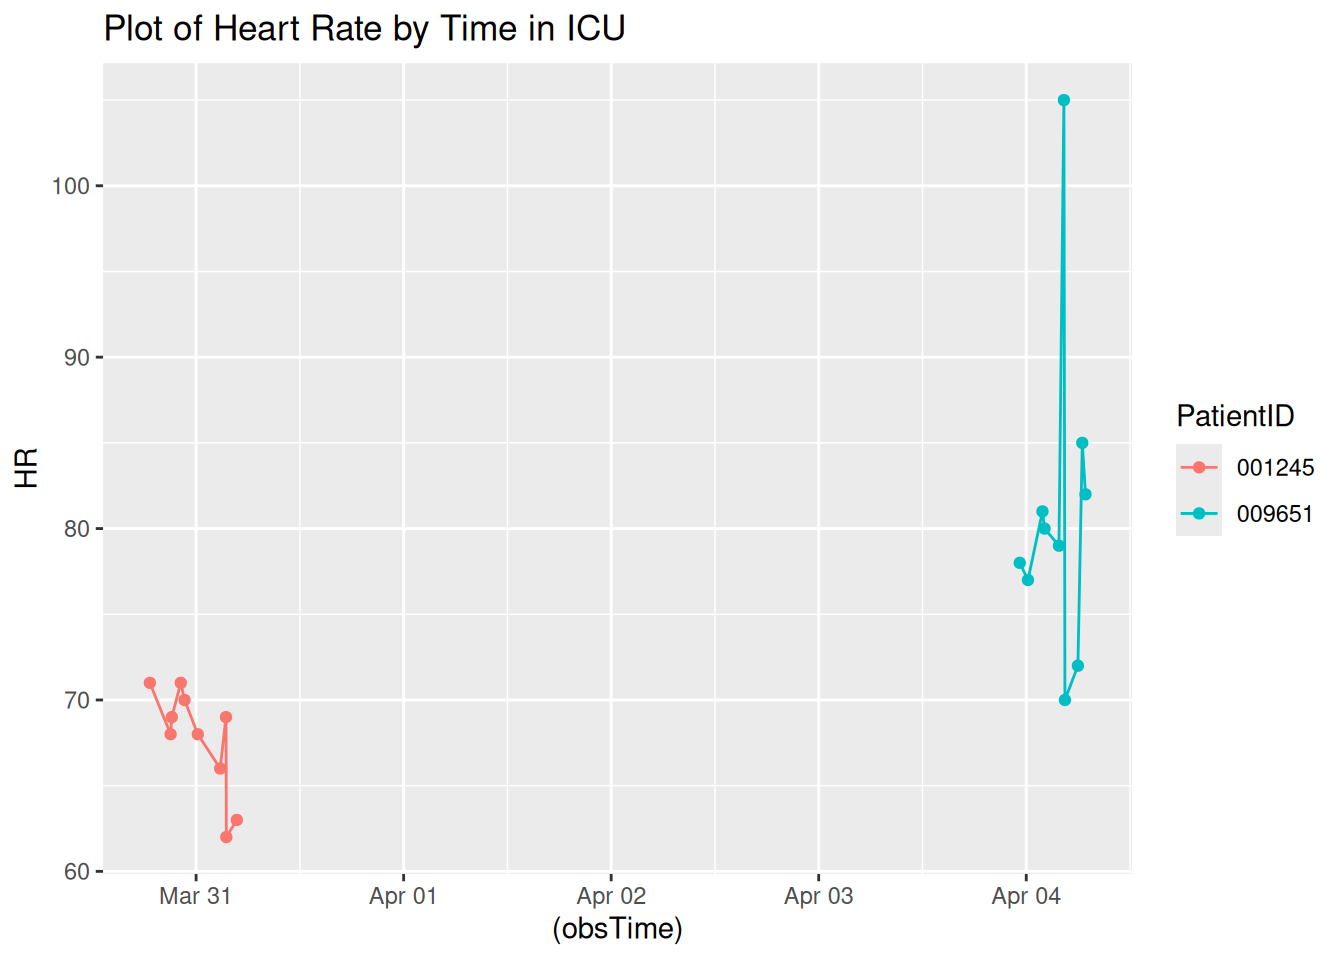 Plot of Heart Rate by Time in ICU
HR
100
90
80
70
60
Mar 31
Apr 01
Apr 02
Apr 03
Apr 04
(obsTime)
PatientID
001245
009651